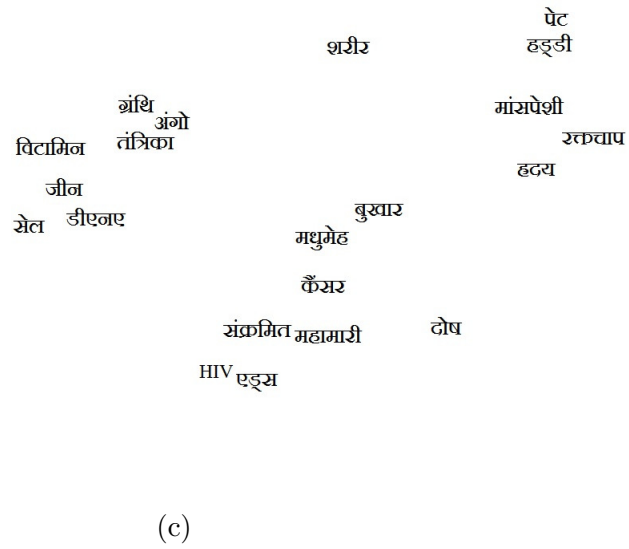 पेट
शरीर
हड्डी
ग्रंथि
मांसपेशी
अंगो
तंत्रिका
रक्तचाप
विटामिन
हृदय
जीन
बुखार
सेल
डीएनए
मधुमेह
कैंसर
संक्रमित
महामारी
दोष
HIV
एड्स
(c)